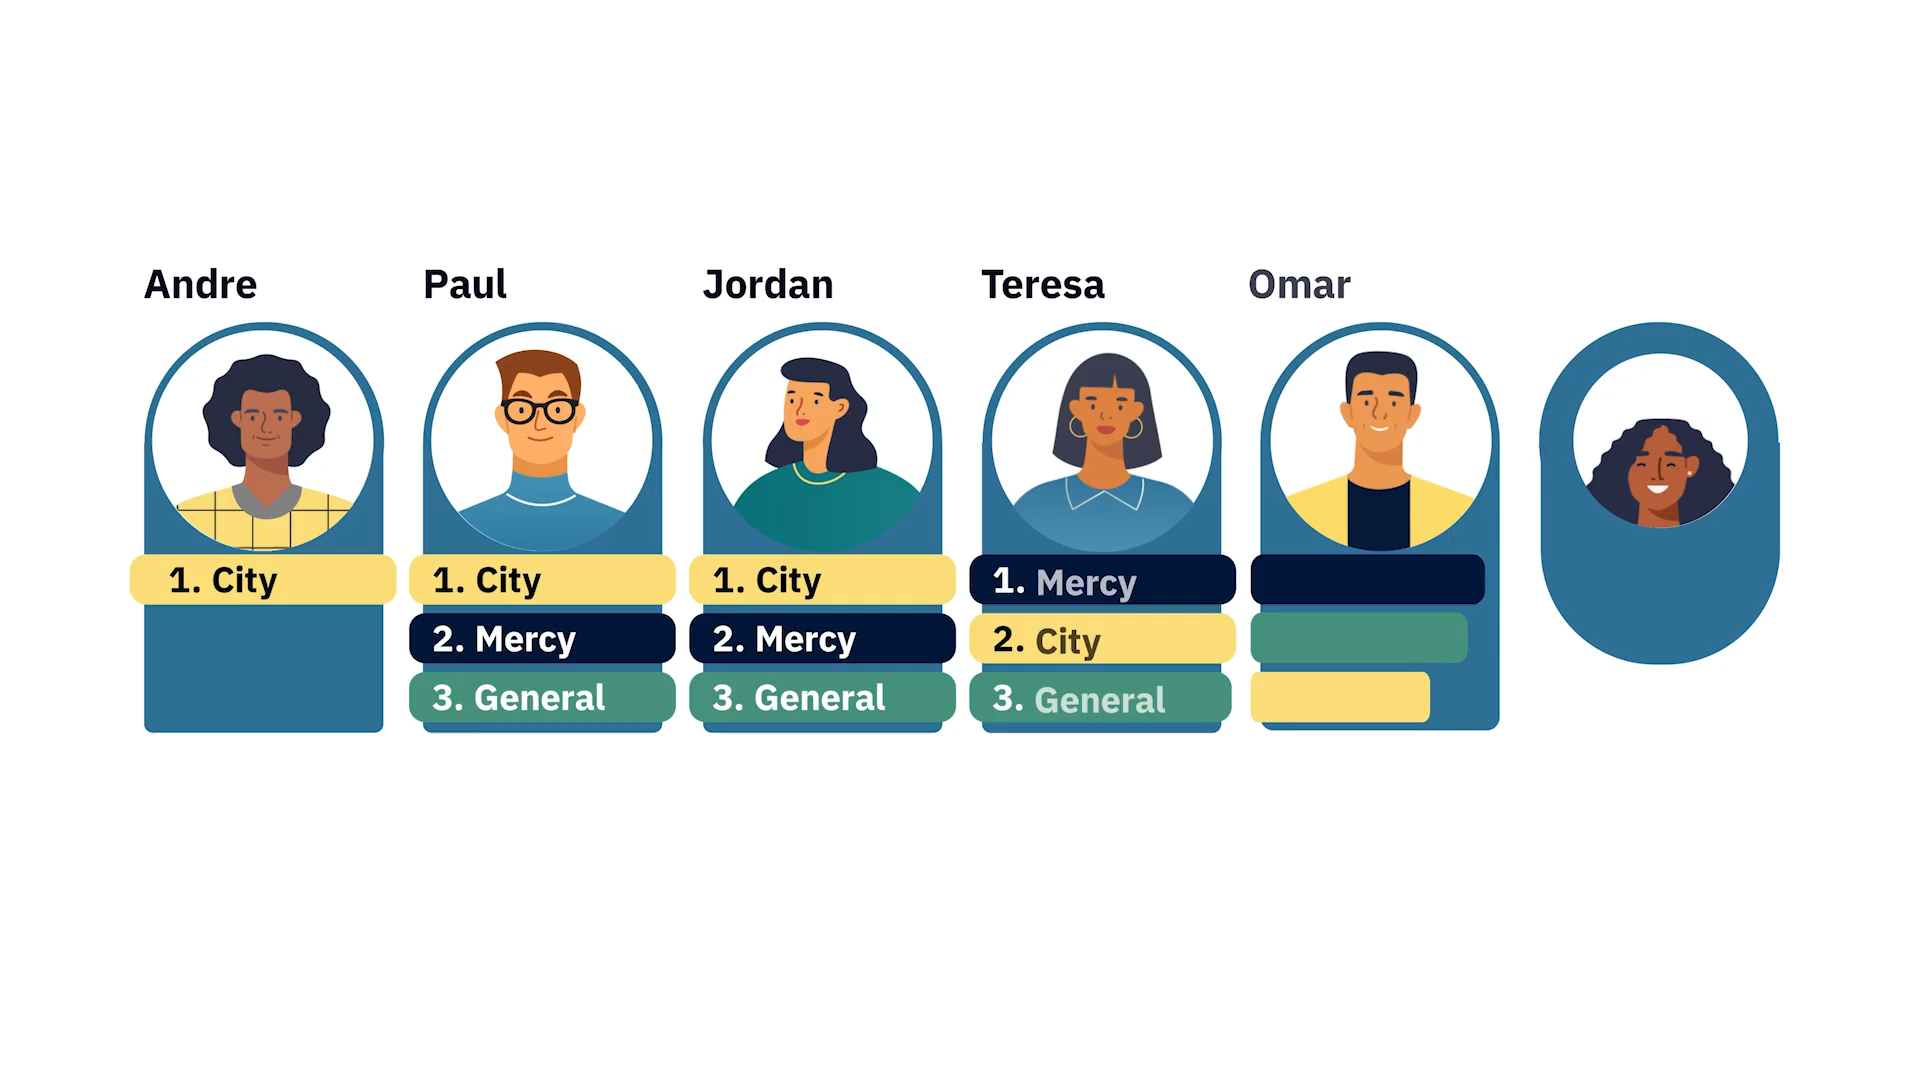 Andre
Paul
Jordan
Teresa
Omar
1. City
1. City
1. City
1. Mercy
2. Mercy
2. Mercy
2. City
3. General
3. General
3. General